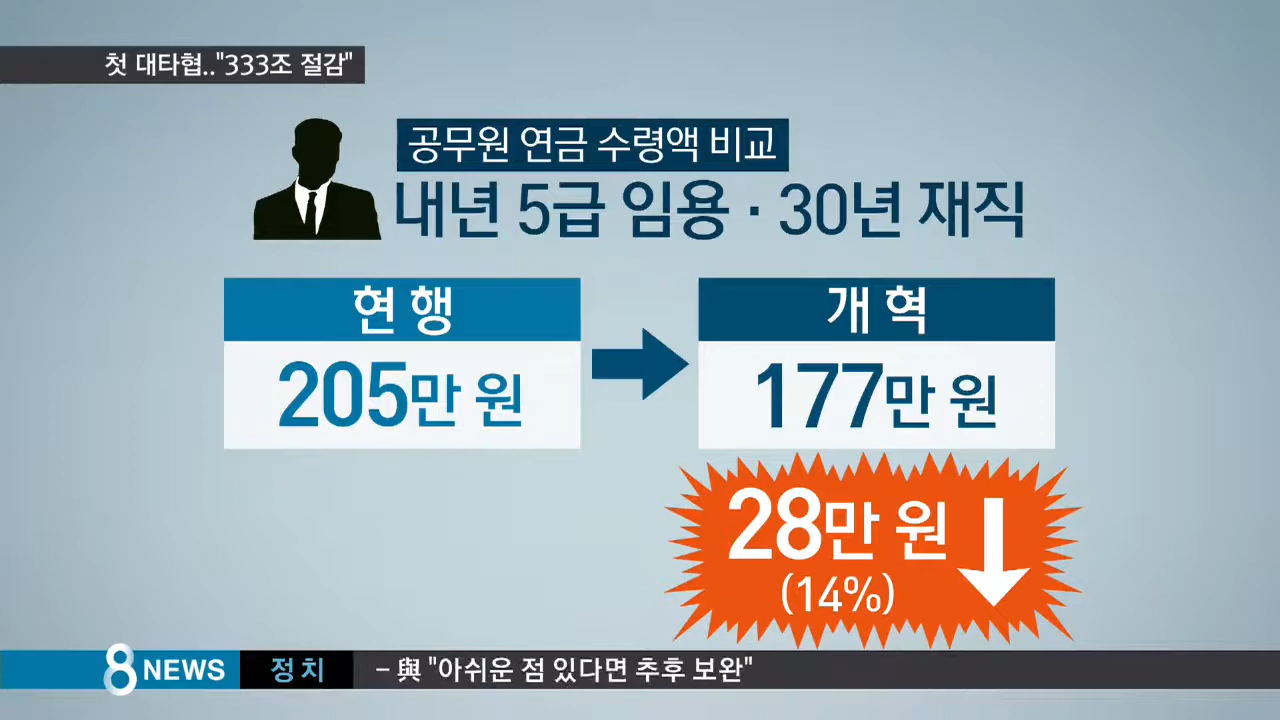 첫 대타협.."333조 절감"
공무원 연금 수령액 비교
내년 5급 임용 · 30년 재직
현 행
개 혁
205만 원
177만 원
28만 원
(14%)
8 NEWS
정 치
- 與 "아쉬운 점 있다면 추후 보완"